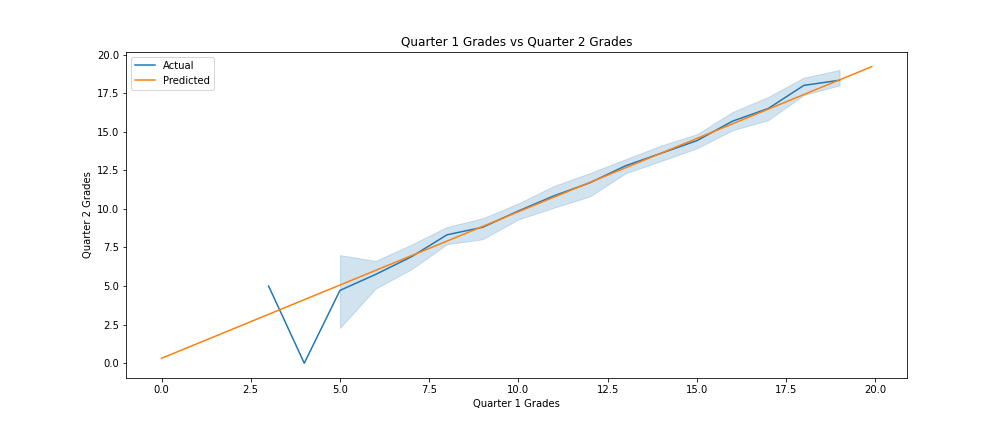 Quarter 1 Grades vs Quarter 2 Grades
Actual
Predicted
20.0
17.5
15.0
12.5
10.0
7.5
5.0
2.5
0.0
Quarter 2 Grades
0.0 2.5 5.0 7.5 10.0 12.5 15.0 17.5 20.0
Quarter 1 Grades